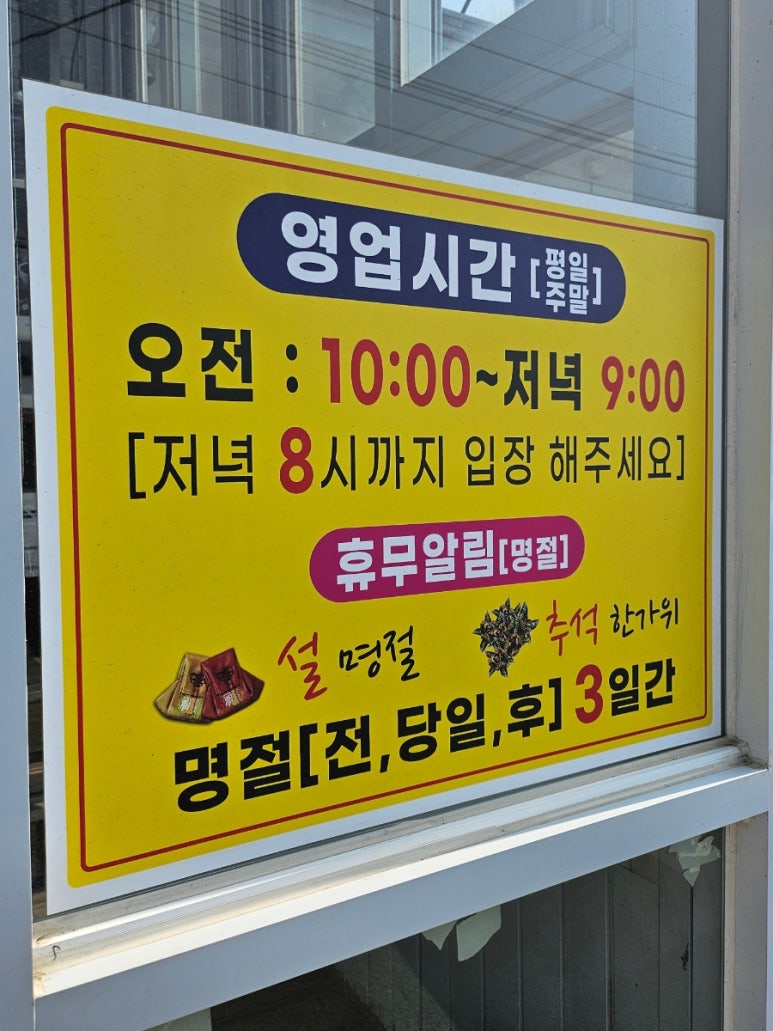 영업시간 [평일 주말]
오전 : 10:00~저녁 9:00
[저녁 8시까지 입장 해주세요]
휴무알림[명절]
설 명절 추석 한가위
명절[전,당일,후] 3일간